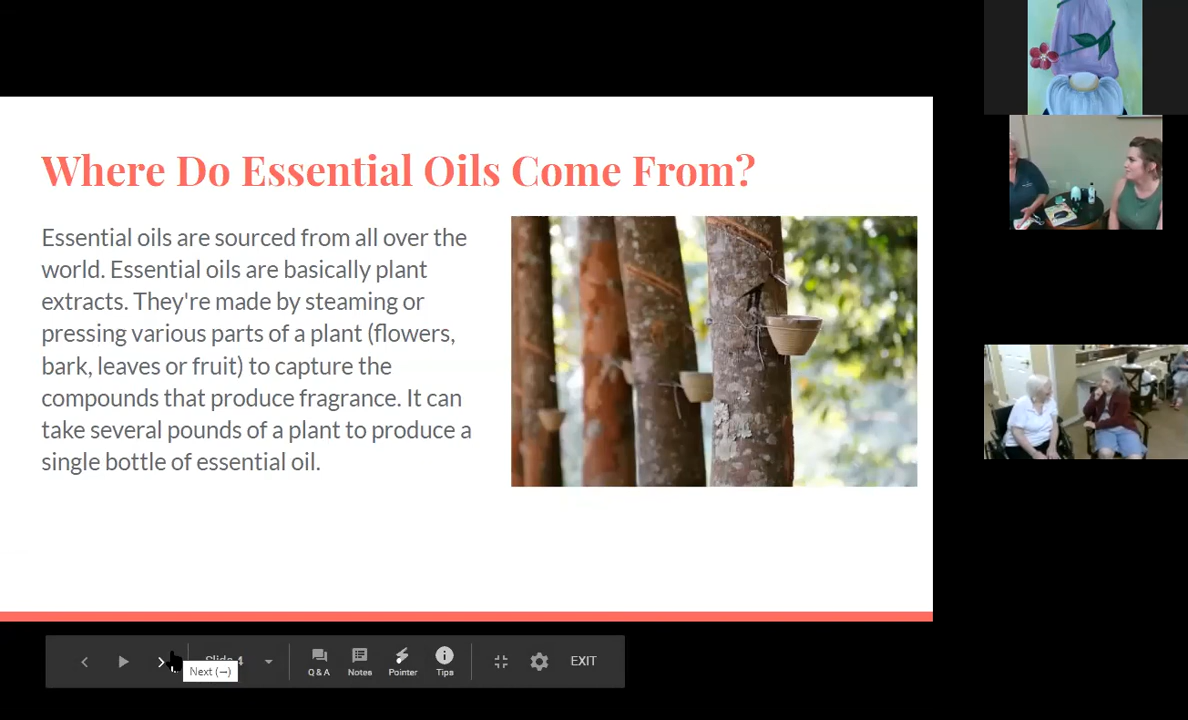 Where Do Essential Oils Come From?
Essential oils are sourced from all over the
world. Essential oils are basically plant
extracts. They're made by steaming or
pressing various parts of a plant (flowers,
bark, leaves or fruit) to capture the
compounds that produce fragrance. It can
take several pounds of a plant to produce a
single bottle of essential oil.
Slide 4
Q & A
Notes
Pointer
Tips
EXIT
Next (→)